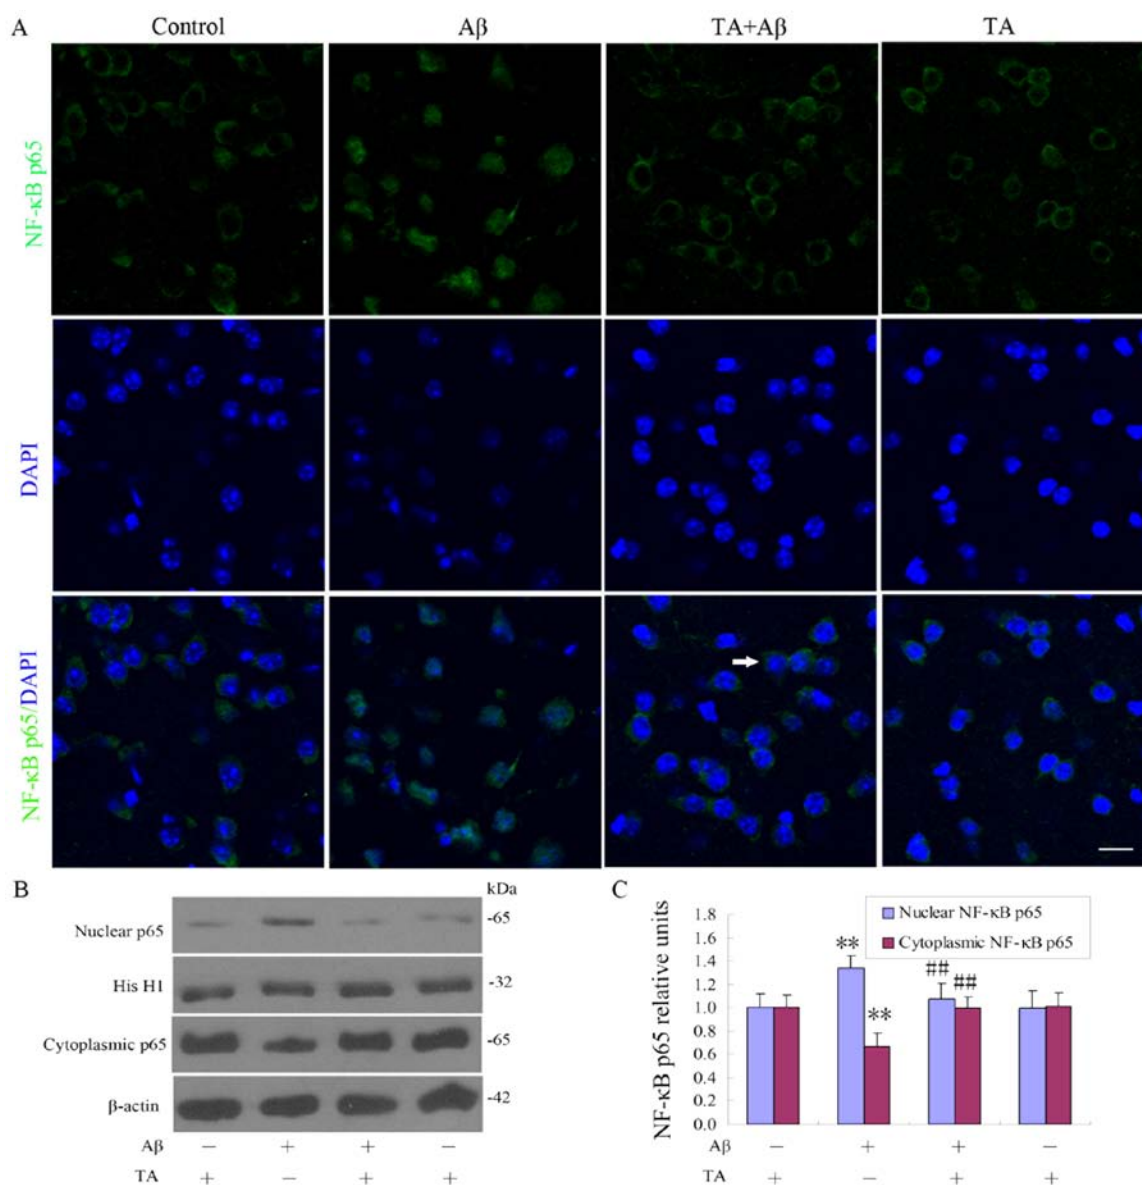 A
Control
Aβ
TA+Aβ
TA
NF-κB p65
DAPI
NF-κB p65/DAPI
B
kDa
Nuclear p65
-65
His H1
-32
Cytoplasmic p65
-65
β-actin
-42
Aβ − + + −
TA + − + +
C
NF-κB p65 relative units
Nuclear NF-κB p65
Cytoplasmic NF-κB p65
1.8
1.6
1.4
1.2
1.0
0.8
0.6
0.4
0.2
0.0
**
**
##
##
Aβ − + + −
TA + − + +